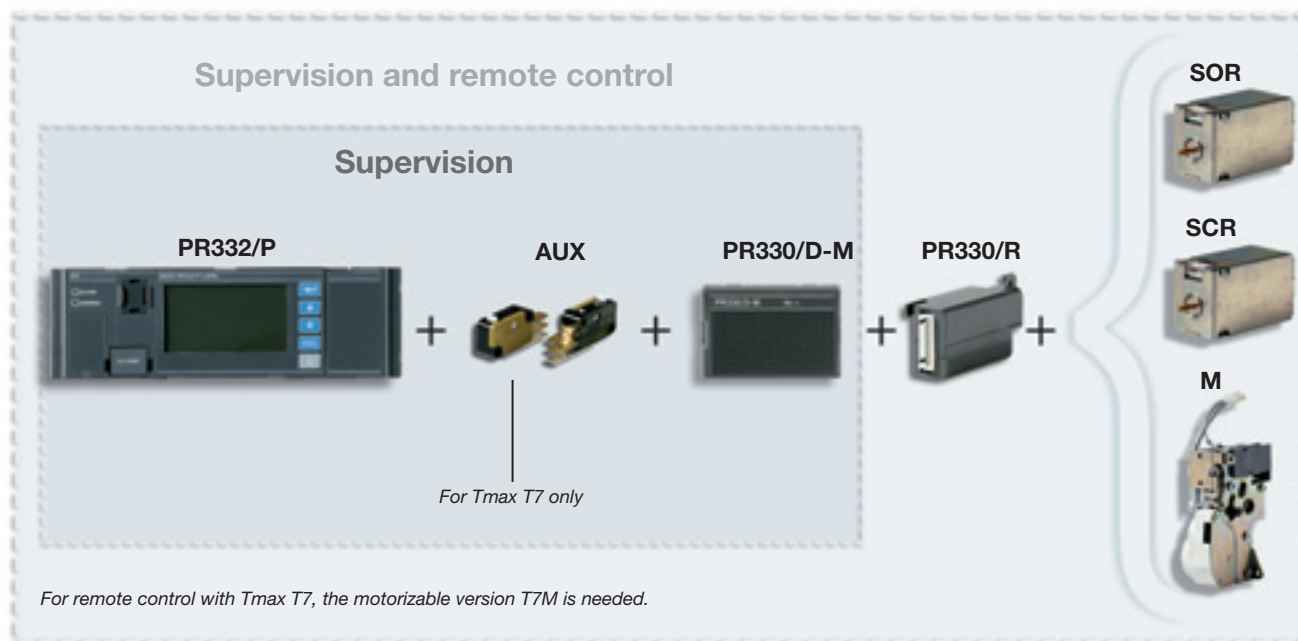 Supervision and remote control
SOR
Supervision
SCR
PR332/P
AUX
PR330/D-M
PR330/R
PR330/D-M
M
For Tmax T7 only
For remote control with Tmax T7, the motorizable version T7M is needed.